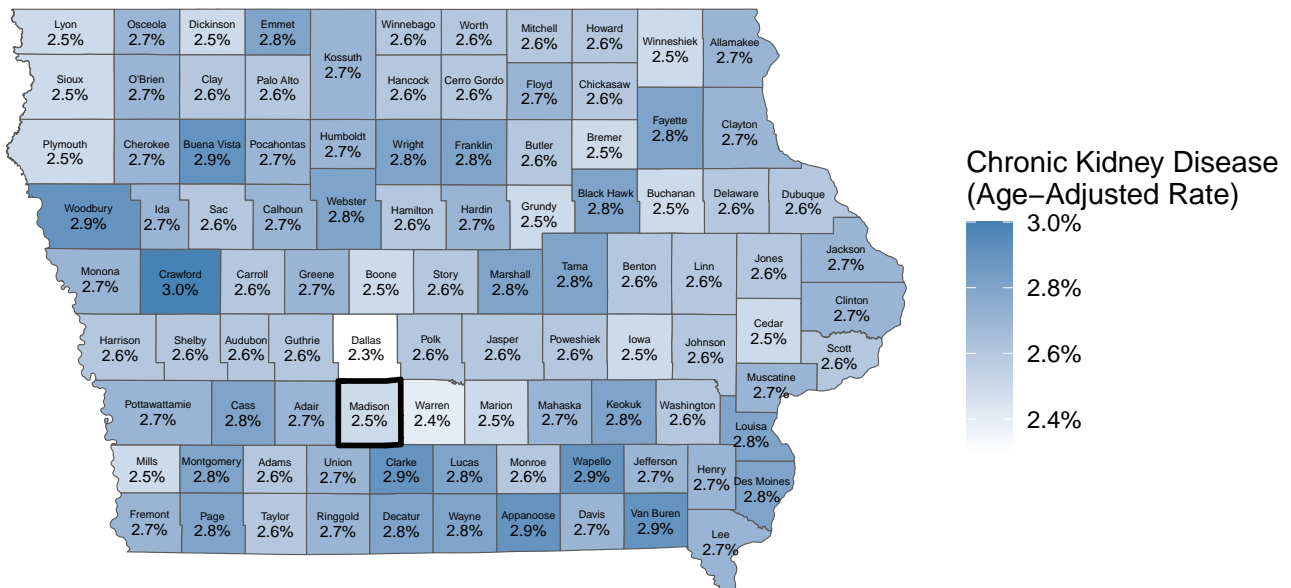 Lyon
2.5%
Osceola
2.7%
Dickinson
2.5%
Emmet
2.8%
Kossuth
2.7%
Winnebago
2.6%
Worth
2.6%
Mitchell
2.6%
Howard
2.6%
Winneshiek
2.5%
Allamakee
2.7%
Sioux
2.5%
O'Brien
2.7%
Clay
2.6%
Palo Alto
2.6%
Hancock
2.6%
Cerro Gordo
2.6%
Floyd
2.7%
Chickasaw
2.6%
Fayette
2.8%
Clayton
2.7%
Plymouth
2.5%
Cherokee
2.7%
Buena Vista
2.9%
Pocahontas
2.7%
Humboldt
2.7%
Wright
2.8%
Franklin
2.8%
Butler
2.6%
Bremer
2.5%
Woodbury
2.9%
Ida
2.7%
Sac
2.6%
Calhoun
2.7%
Webster
2.8%
Hamilton
2.6%
Hardin
2.7%
Grundy
2.5%
Black Hawk
2.8%
Buchanan
2.5%
Delaware
2.6%
Dubuque
2.6%
Monona
2.7%
Crawford
3.0%
Carroll
2.6%
Greene
2.7%
Boone
2.5%
Story
2.6%
Marshall
2.8%
Tama
2.8%
Benton
2.6%
Linn
2.6%
Jones
2.6%
Jackson
2.7%
Clinton
2.7%
Harrison
2.6%
Shelby
2.6%
Audubon
2.6%
Guthrie
2.6%
Dallas
2.3%
Polk
2.6%
Jasper
2.6%
Poweshiek
2.6%
Iowa
2.5%
Johnson
2.6%
Cedar
2.5%
Scott
2.6%
Muscatine
2.7%
Pottawattamie
2.7%
Cass
2.8%
Adair
2.7%
Madison
2.5%
Warren
2.4%
Marion
2.5%
Mahaska
2.7%
Keokuk
2.8%
Washington
2.6%
Louisa
2.8%
Mills
2.5%
Montgomery
2.8%
Adams
2.6%
Union
2.7%
Clarke
2.9%
Lucas
2.8%
Monroe
2.6%
Wapello
2.9%
Jefferson
2.7%
Henry
2.7%
Des Moines
2.8%
Fremont
2.7%
Page
2.8%
Taylor
2.6%
Ringgold
2.7%
Decatur
2.8%
Wayne
2.8%
Appanoose
2.9%
Davis
2.7%
Van Buren
2.9%
Lee
2.7%
Chronic Kidney Disease
(Age−Adjusted Rate)
3.0%
2.8%
2.6%
2.4%